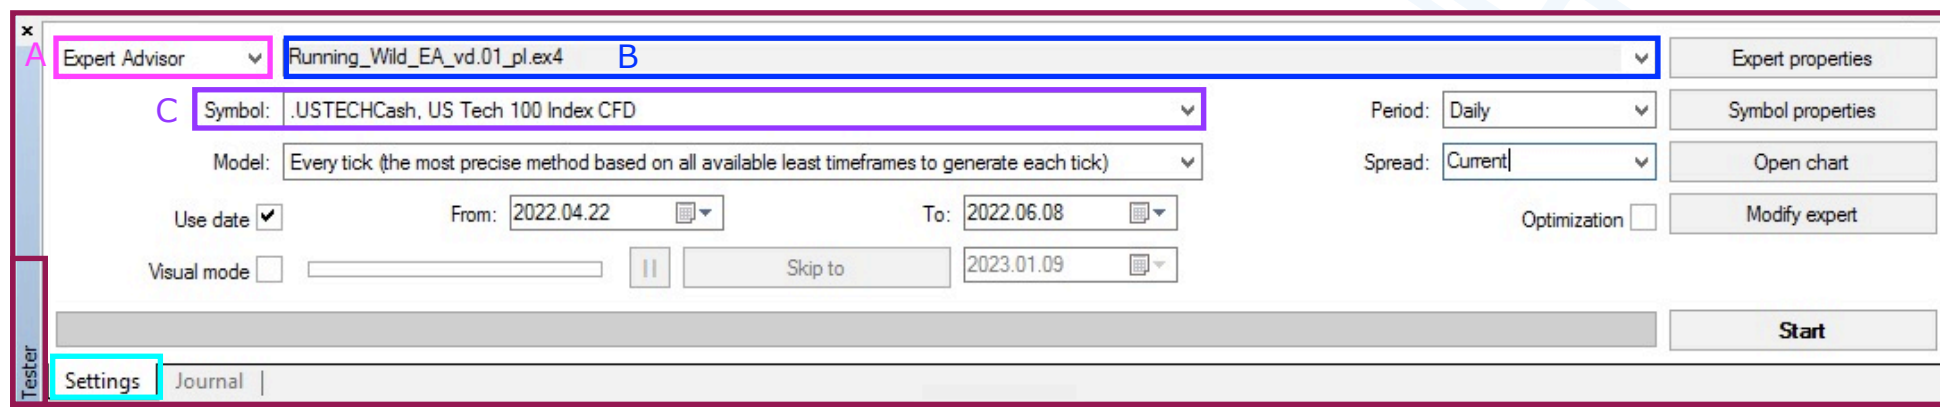 ×
A Expert Advisor Running_Wild_EA_vd.01_pl.ex4 B Expert properties
C Symbol: .USTECHCash, US Tech 100 Index CFD Period: Daily Symbol properties
Model: Every tick (the most precise method based on all available least timeframes to generate each tick) Spread: Current Open chart
Use date From: 2022.04.22 To: 2022.06.08 Optimization Modify expert
Visual mode Skip to 2023.01.09
Start
Tester
Settings Journal